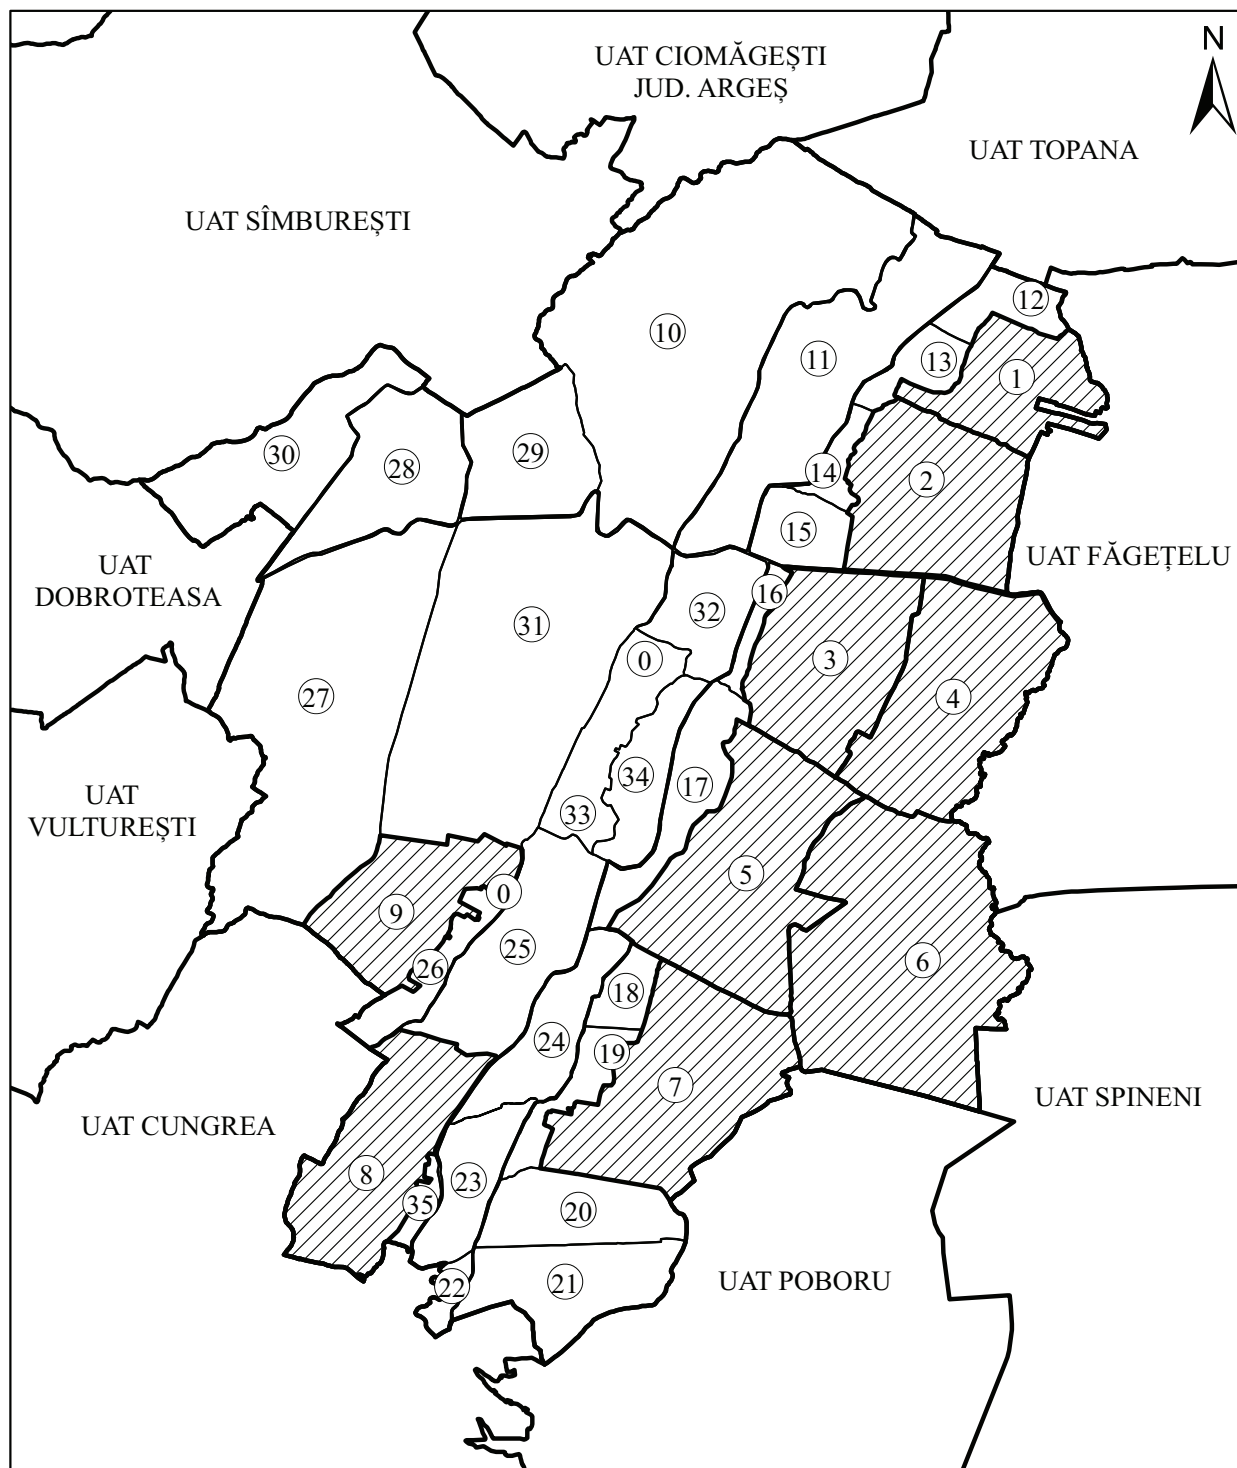 UAT CIOMĂGEȘTI
JUD. ARGEȘ
N
UAT TOPANA
UAT SÎMBUREȘTI
12
10
11
13
1
30
28
29
14
2
15
UAT
DOBROTEASA
UAT FĂGEȚELU
16
32
31
0
3
27
4
34
17
33
UAT
VULTUREȘTI
5
0
9
25
26
6
18
24
19
7
UAT CUNGREA
UAT SPINENI
8
23
35
20
22
21
UAT POBORU